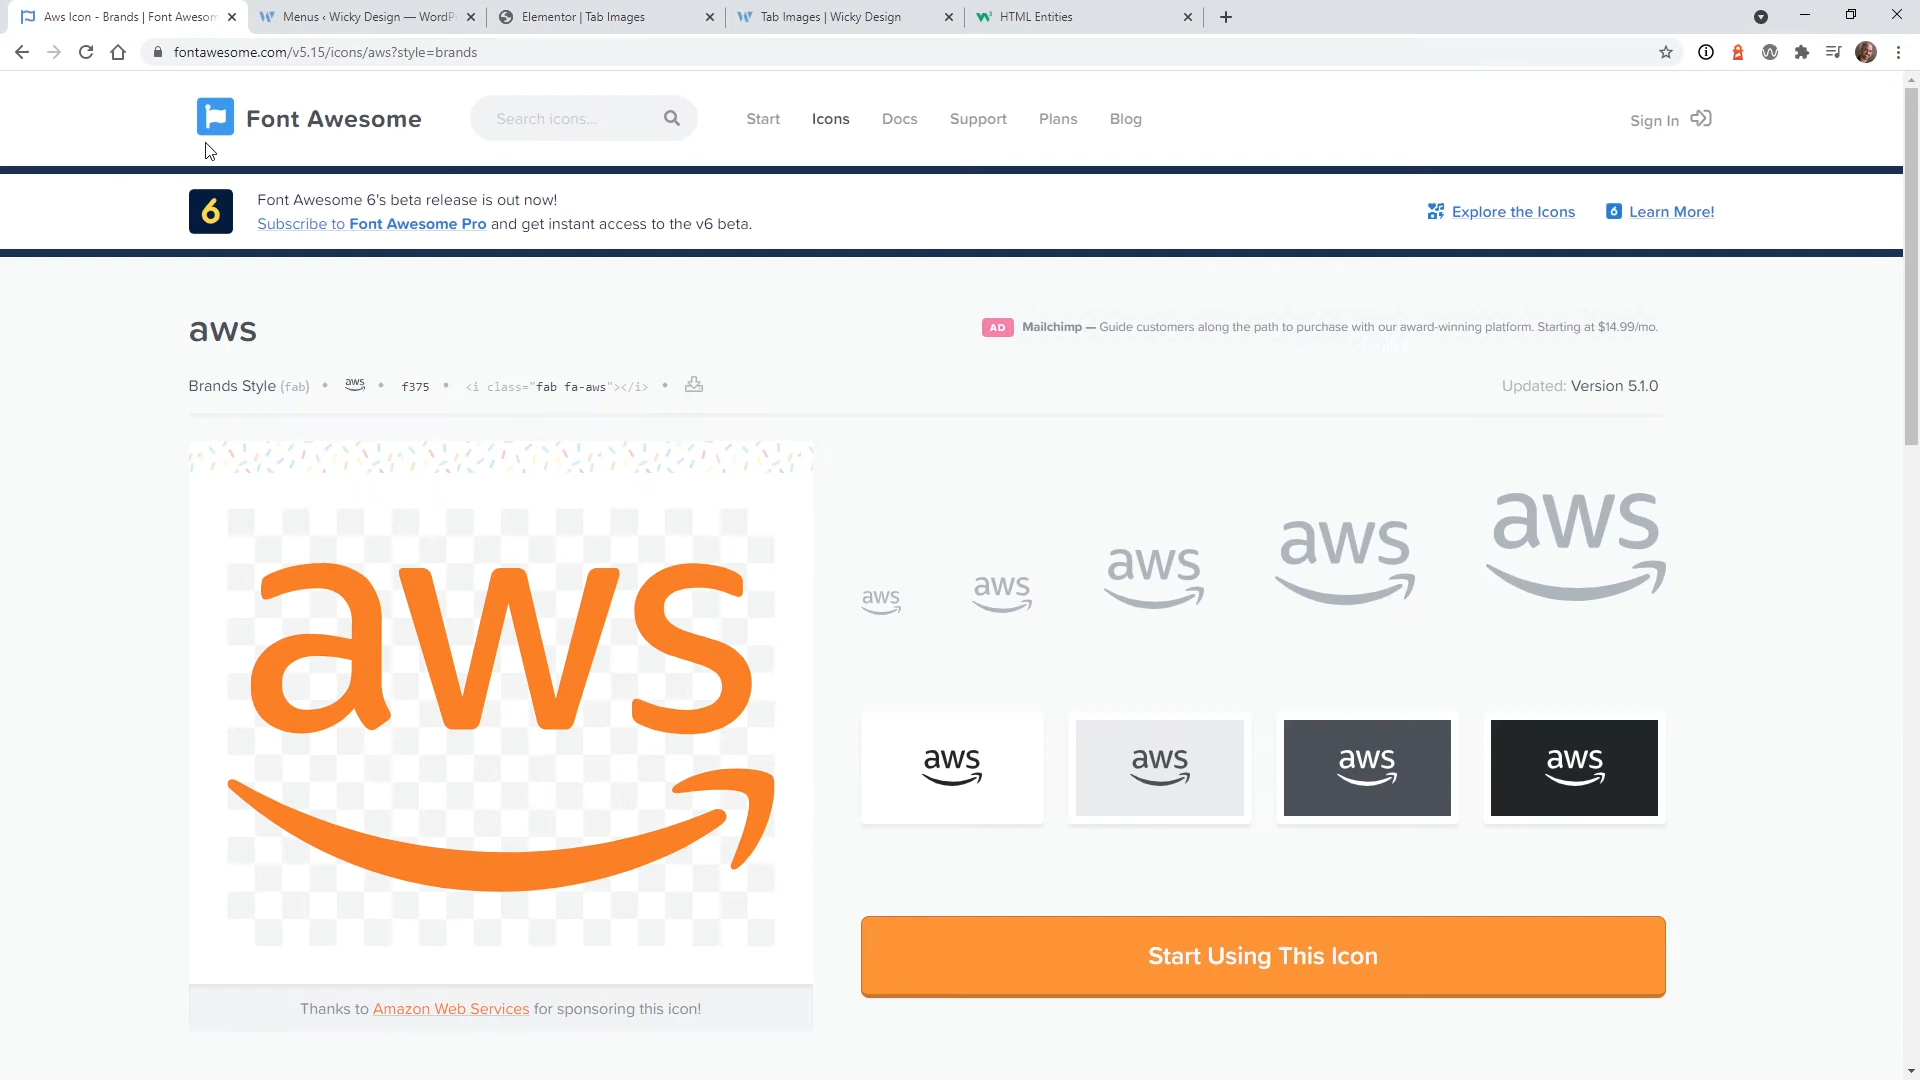 Aws Icon - Brands | Font Awesom
Menus ‹ Wicky Design — WordPr
Elementor | Tab Images
Tab Images | Wicky Design
HTML Entities
fontawesome.com/v5.15/icons/aws?style=brands
Font Awesome
Search icons...
Start
Icons
Docs
Support
Plans
Blog
Sign In
6
Font Awesome 6's beta release is out now!
Subscribe to Font Awesome Pro and get instant access to the v6 beta.
Explore the Icons
6
Learn More!
aws
AD
Mailchimp — Guide customers along the path to purchase with our award-winning platform. Starting at $14.99/mo.
Brands Style (fab) • aws • f375 • <i class="fab fa-aws"></i> •
Updated: Version 5.1.0
aws
aws
aws
aws
aws
aws
aws
aws
aws
aws
Start Using This Icon
Thanks to Amazon Web Services for sponsoring this icon!